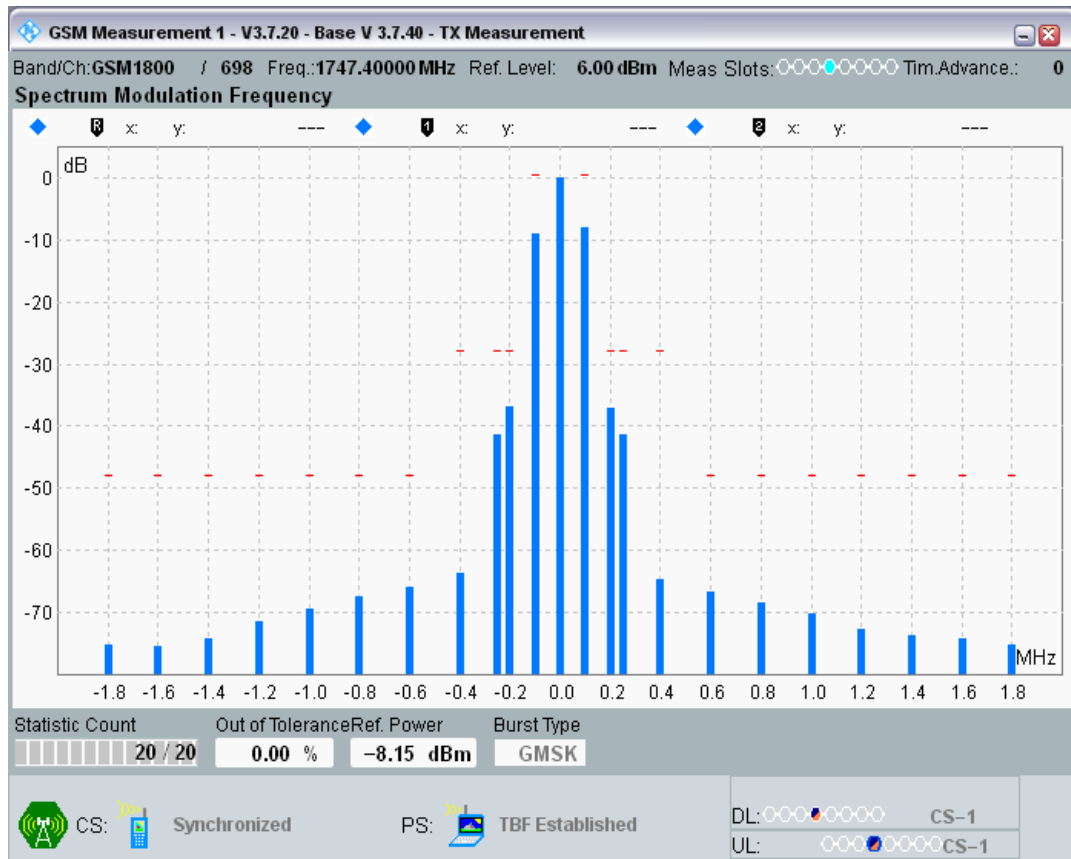 GSM Measurement 1 - V3.7.20 - Base V 3.7.40 - TX Measurement
Band/Ch:GSM1800 / 698 Freq.:1747.40000 MHz Ref. Level: 6.00 dBm Meas Slots: Tim.Advance.: 0
Spectrum Modulation Frequency
R x: y: --- 1 x: y: --- 2 x: y: ---
dB
0
-10
-20
-30
-40
-50
-60
-70
MHz
-1.8 -1.6 -1.4 -1.2 -1.0 -0.8 -0.6 -0.4 -0.2 0.0 0.2 0.4 0.6 0.8 1.0 1.2 1.4 1.6 1.8
Statistic Count Out of Tolerance Ref. Power Burst Type
20 / 20 0.00 % -8.15 dBm GMSK
CS: Synchronized PS: TBF Established
DL: CS-1
UL: CS-1